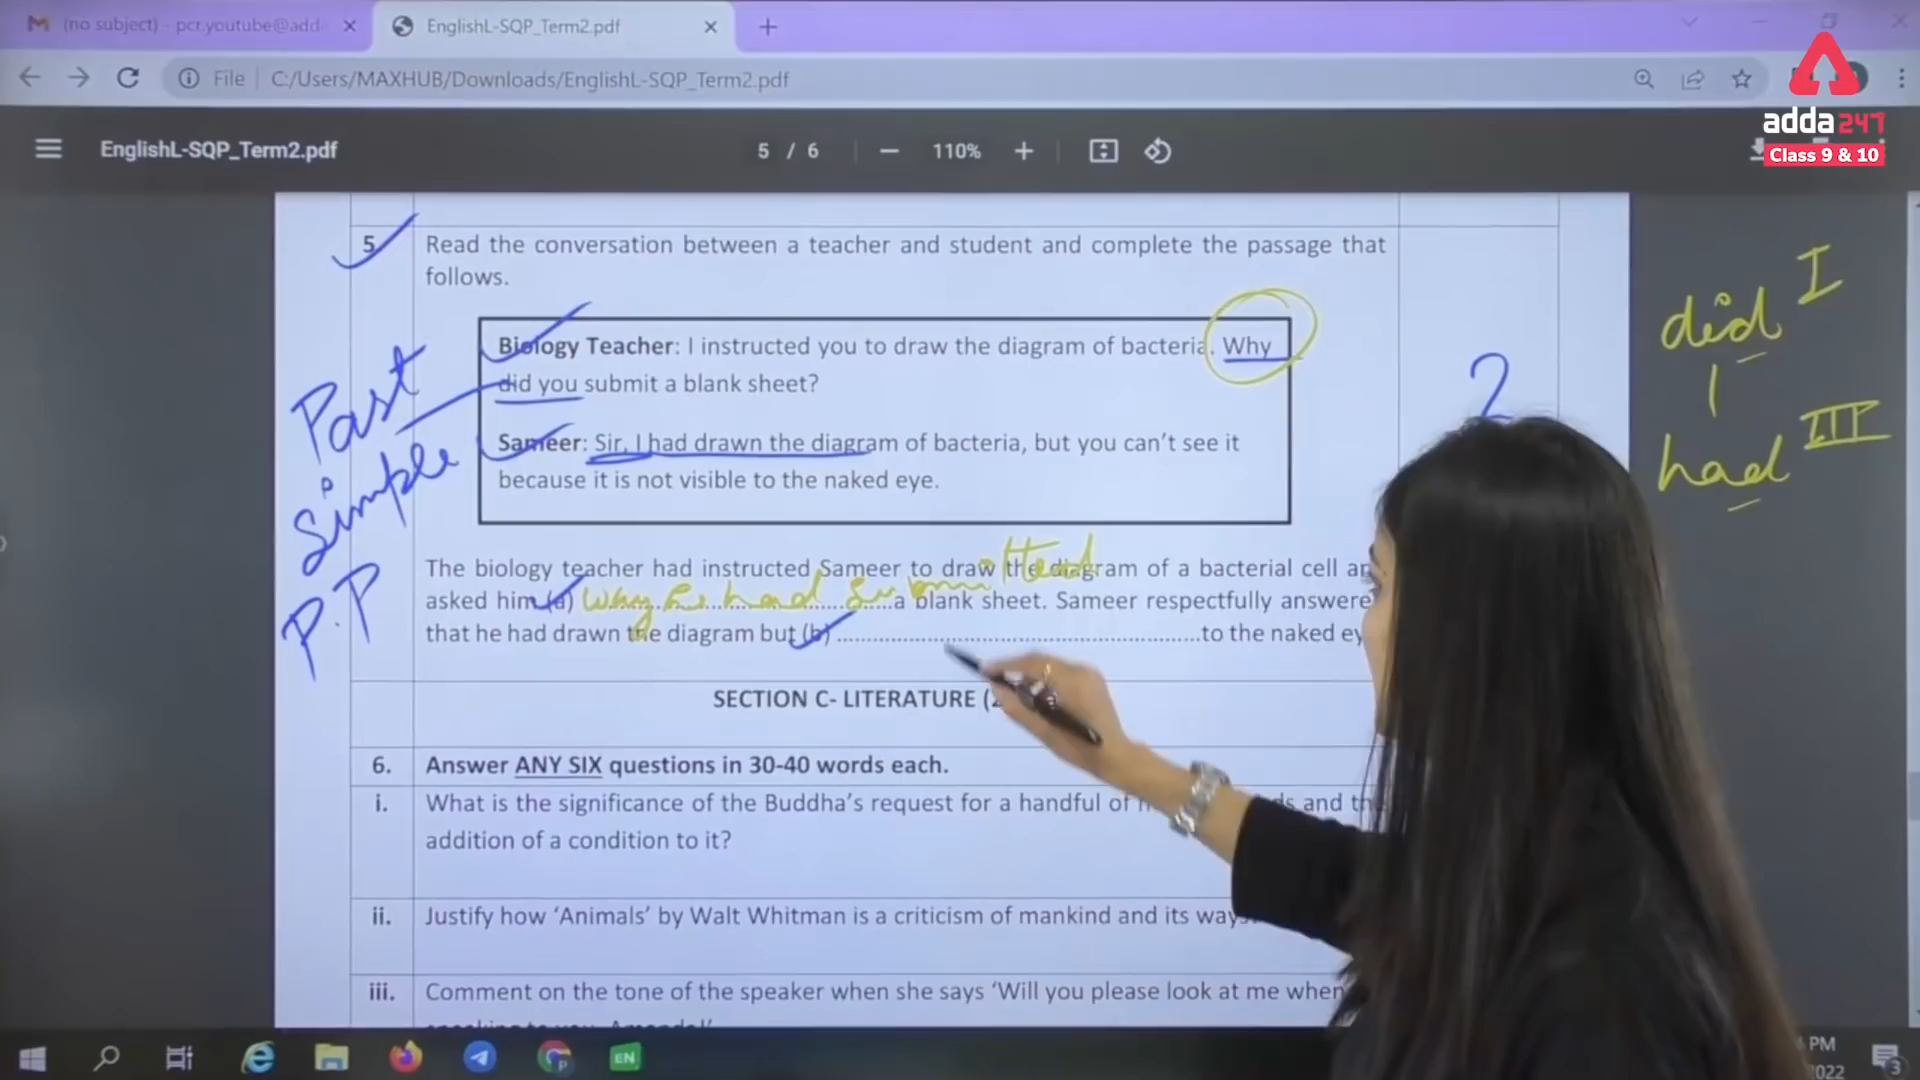 (no subject) - pcr.youtube@add
EnglishL-SQP_Term2.pdf
File
C:/Users/MAXHUB/Downloads/EnglishL-SQP_Term2.pdf
adda247
Class 9 & 10
EnglishL-SQP_Term2.pdf
5 / 6
110%
5
Read the conversation between a teacher and student and complete the passage that
follows.
Biology Teacher: I instructed you to draw the diagram of bacteria. Why
did you submit a blank sheet?
Sameer: Sir, I had drawn the diagram of bacteria, but you can't see it
because it is not visible to the naked eye.
Past
Simple
P.P
2
did I
had III
The biology teacher had instructed Sameer to draw the diagram of a bacterial cell
asked him (a) why he had submitted a blank sheet. Sameer respectfully answere
that he had drawn the diagram but (b) ........................................................to the naked ey
SECTION C- LITERATURE (
6. Answer ANY SIX questions in 30-40 words each.
i. What is the significance of the Buddha's request for a handful of and
addition of a condition to it?
ii. Justify how 'Animals' by Walt Whitman is a criticism of mankind and its ways.
iii. Comment on the tone of the speaker when she says 'Will you please look at me when
EN
PM
2022
3